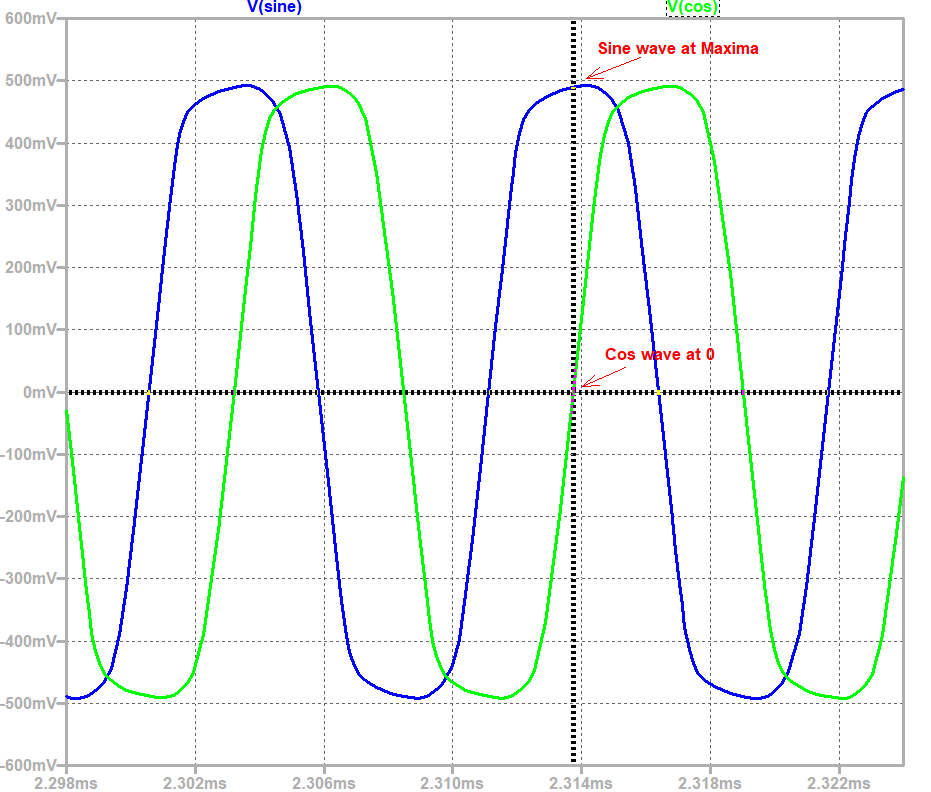 V(sine) V(cos)
600mV
Sine wave at Maxima
500mV
400mV
300mV
200mV
100mV
Cos wave at 0
0mV
-100mV
-200mV
-300mV
-400mV
-500mV
-600mV
2.298ms 2.302ms 2.306ms 2.310ms 2.314ms 2.318ms 2.322ms